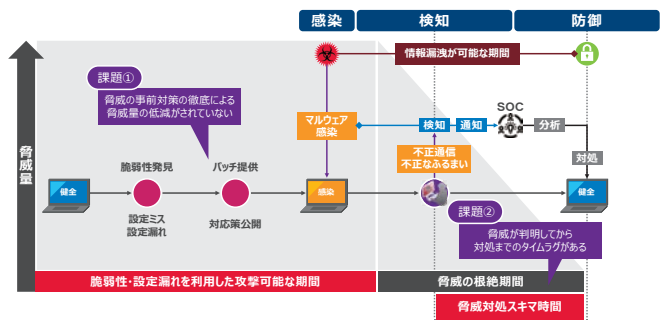 感染
検知
防御
情報漏洩が可能な期間
課題①
脅威の事前対策の徹底による
脅威量の低減がされていない
マルウェア
感染
検知
通知
SOC
分析
対処
脅威量
脆弱性発見
パッチ提供
不正通信
不正なふるまい
健全
感染
健全
設定ミス
設定漏れ
対応策公開
課題②
脅威が判明してから
対処までのタイムラグがある
脆弱性・設定漏れを利用した攻撃可能な期間
脅威の根絶期間
脅威対処スキマ時間